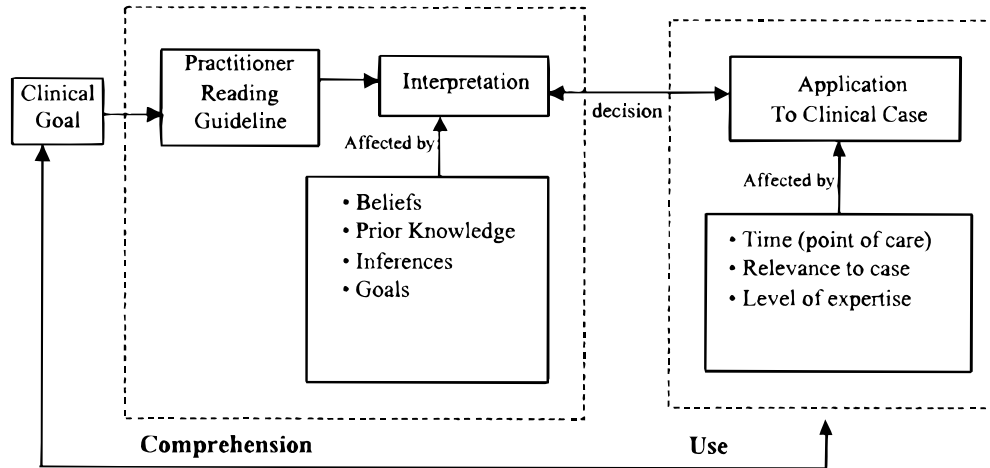 Clinical
Goal
Practitioner
Reading
Guideline
Interpretation
Affected by:
• Beliefs
• Prior Knowledge
• Inferences
• Goals
decision
Application
To Clinical Case
Affected by
• Time (point of care)
• Relevance to case
• Level of expertise
Comprehension
Use